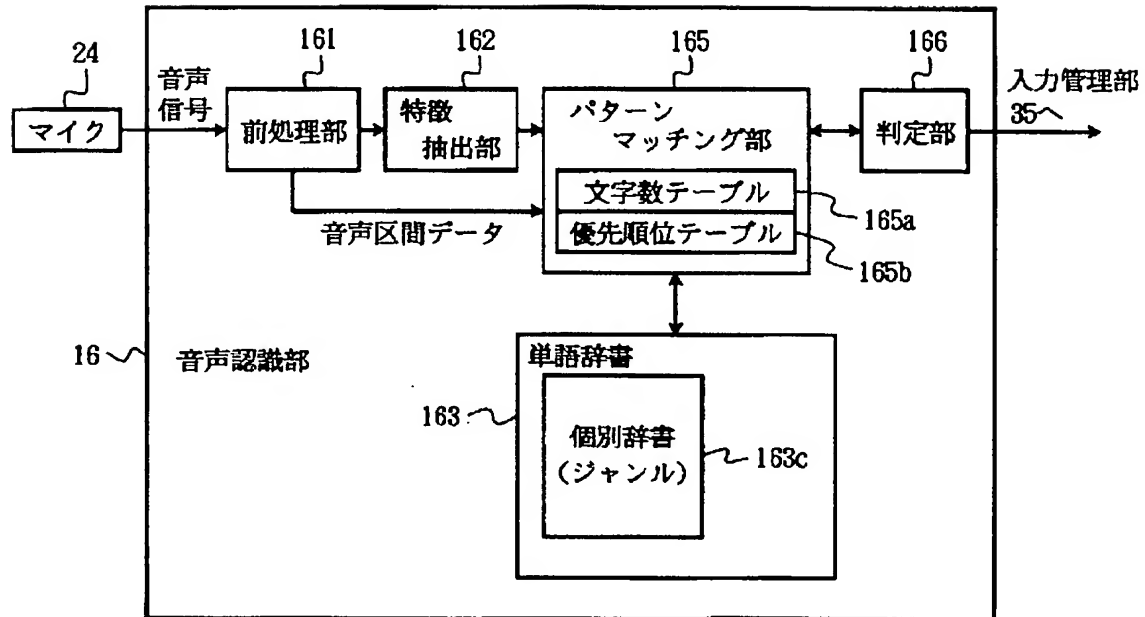 24
161
162
165
166
音声
信号
マイク
前処理部
特徴
抽出部
パターン
マッチング部
文字数テーブル
優先順位テーブル
165a
165b
判定部
入力管理部
35へ
音声区間データ
16
音声認識部
単語辞書
163
個別辞書
(ジャンル)
163c